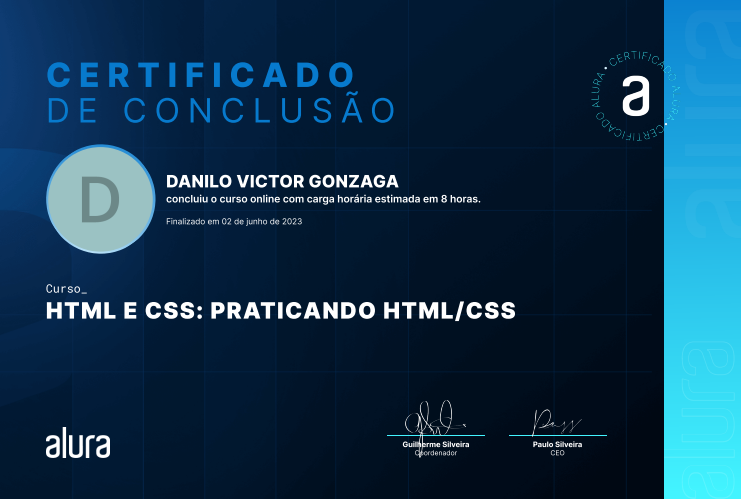 CERTIFICADO
DE CONCLUSÃO
• CERTIFICADO ALURA • CERTIFICADO ALURA
a
D
DANILO VICTOR GONZAGA
concluiu o curso online com carga horária estimada em 8 horas.
Finalizado em 02 de junho de 2023
Curso_
HTML E CSS: PRATICANDO HTML/CSS
alura
Guilherme Silveira
Coordenador
Paulo Silveira
CEO
alura
alura